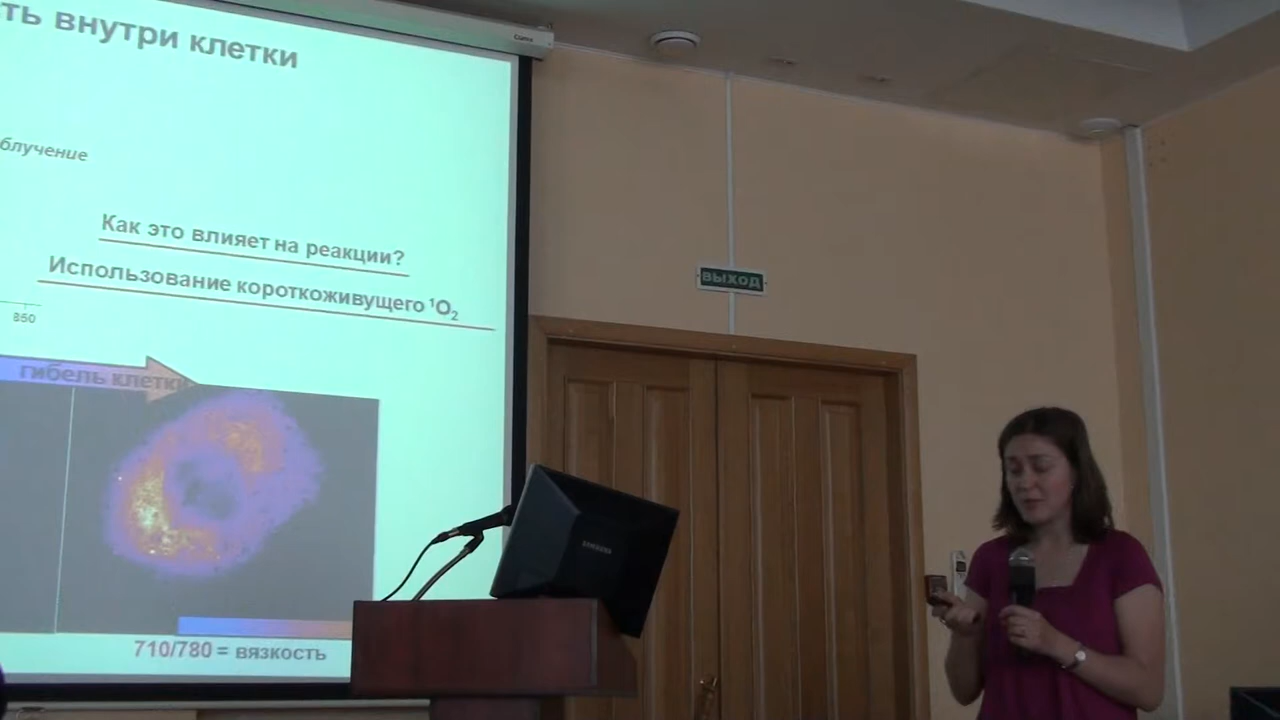 ть внутри клетки
блучение
Как это влияет на реакции?
Использование короткоживущего ¹O₂
850
гибель клетки
710/780 = вязкость
ВЫХОД
SAMSUNG